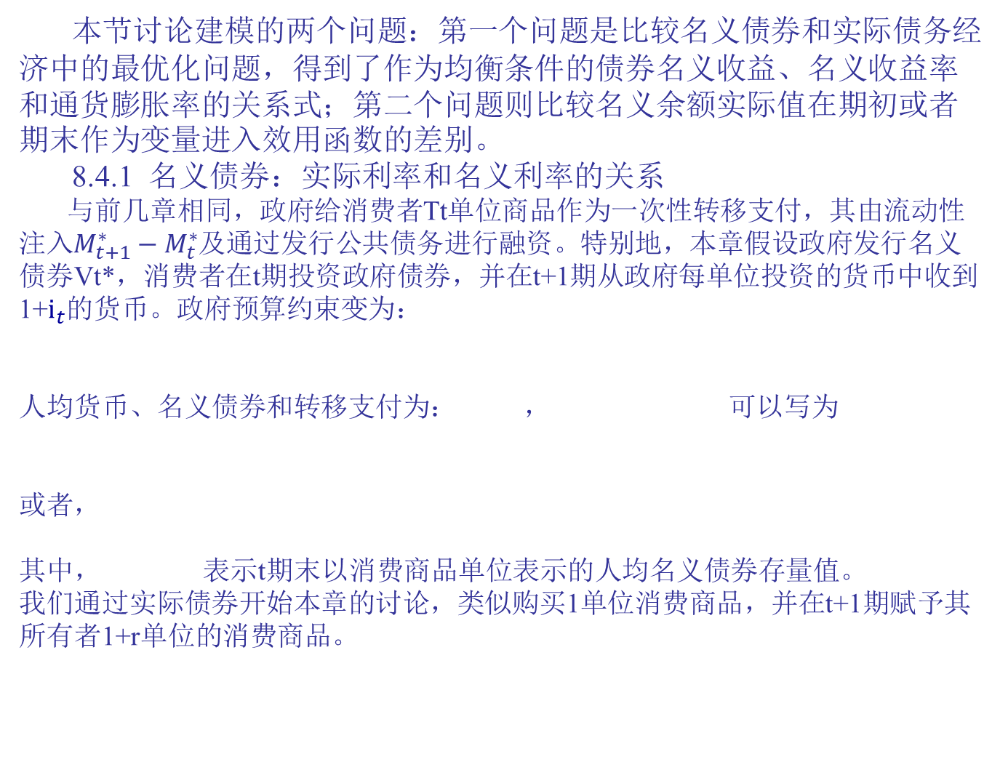 本节讨论建模的两个问题：第一个问题是比较名义债券和实际债务经
济中的最优化问题，得到了作为均衡条件的债券名义收益、名义收益率
和通货膨胀率的关系式；第二个问题则比较名义余额实际值在期初或者
期末作为变量进入效用函数的差别。
8.4.1 名义债券：实际利率和名义利率的关系
与前几章相同，政府给消费者Tt单位商品作为一次性转移支付，其由流动性
注入$M_{t+1}^{*} - M_{t}^{*}$及通过发行公共债务进行融资。特别地，本章假设政府发行名义
债券Vt*，消费者在t期投资政府债券，并在t+1期从政府每单位投资的货币中收到
1+i$_t$的货币。政府预算约束变为：
人均货币、名义债券和转移支付为： ， 可以写为
或者，
其中， 表示t期末以消费商品单位表示的人均名义债券存量值。
我们通过实际债券开始本章的讨论，类似购买1单位消费商品，并在t+1期赋予其
所有者1+r单位的消费商品。